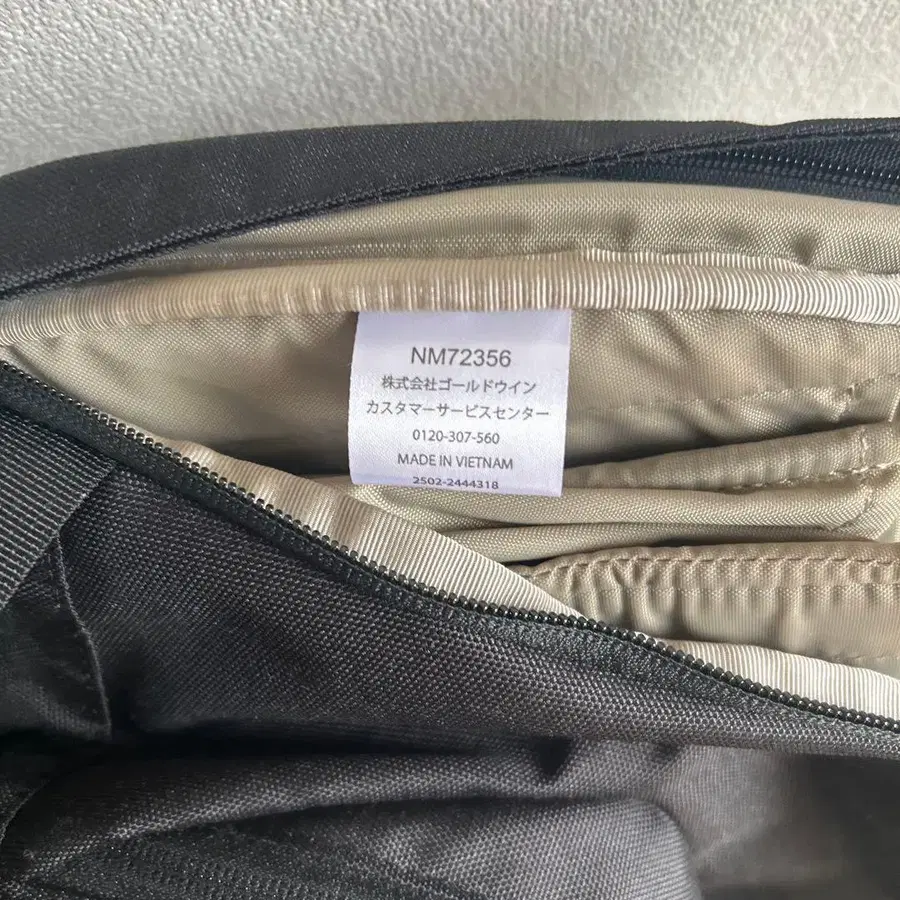 NM72356
株式会社ゴールドウイン
カスタマーサービスセンター
0120-307-560
MADE IN VIETNAM
2502-2444318